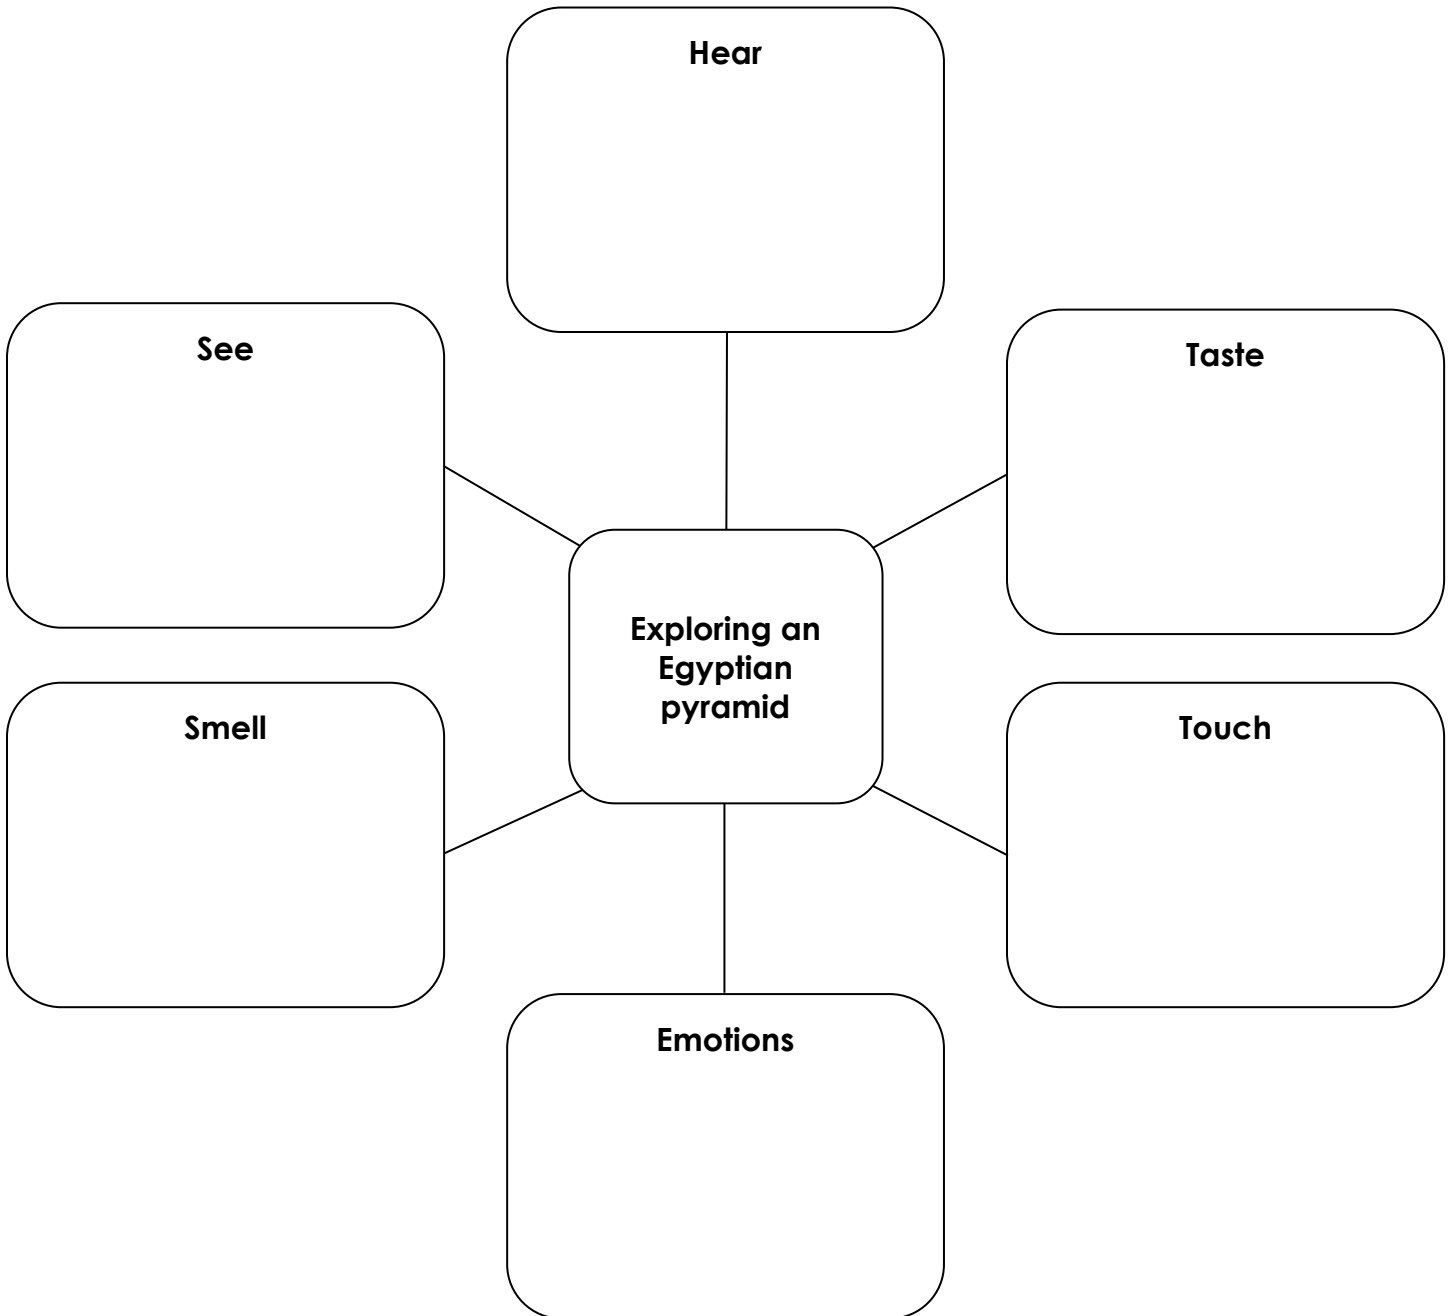 Hear
See
Taste
Exploring an
Egyptian
pyramid
Smell
Touch
Emotions